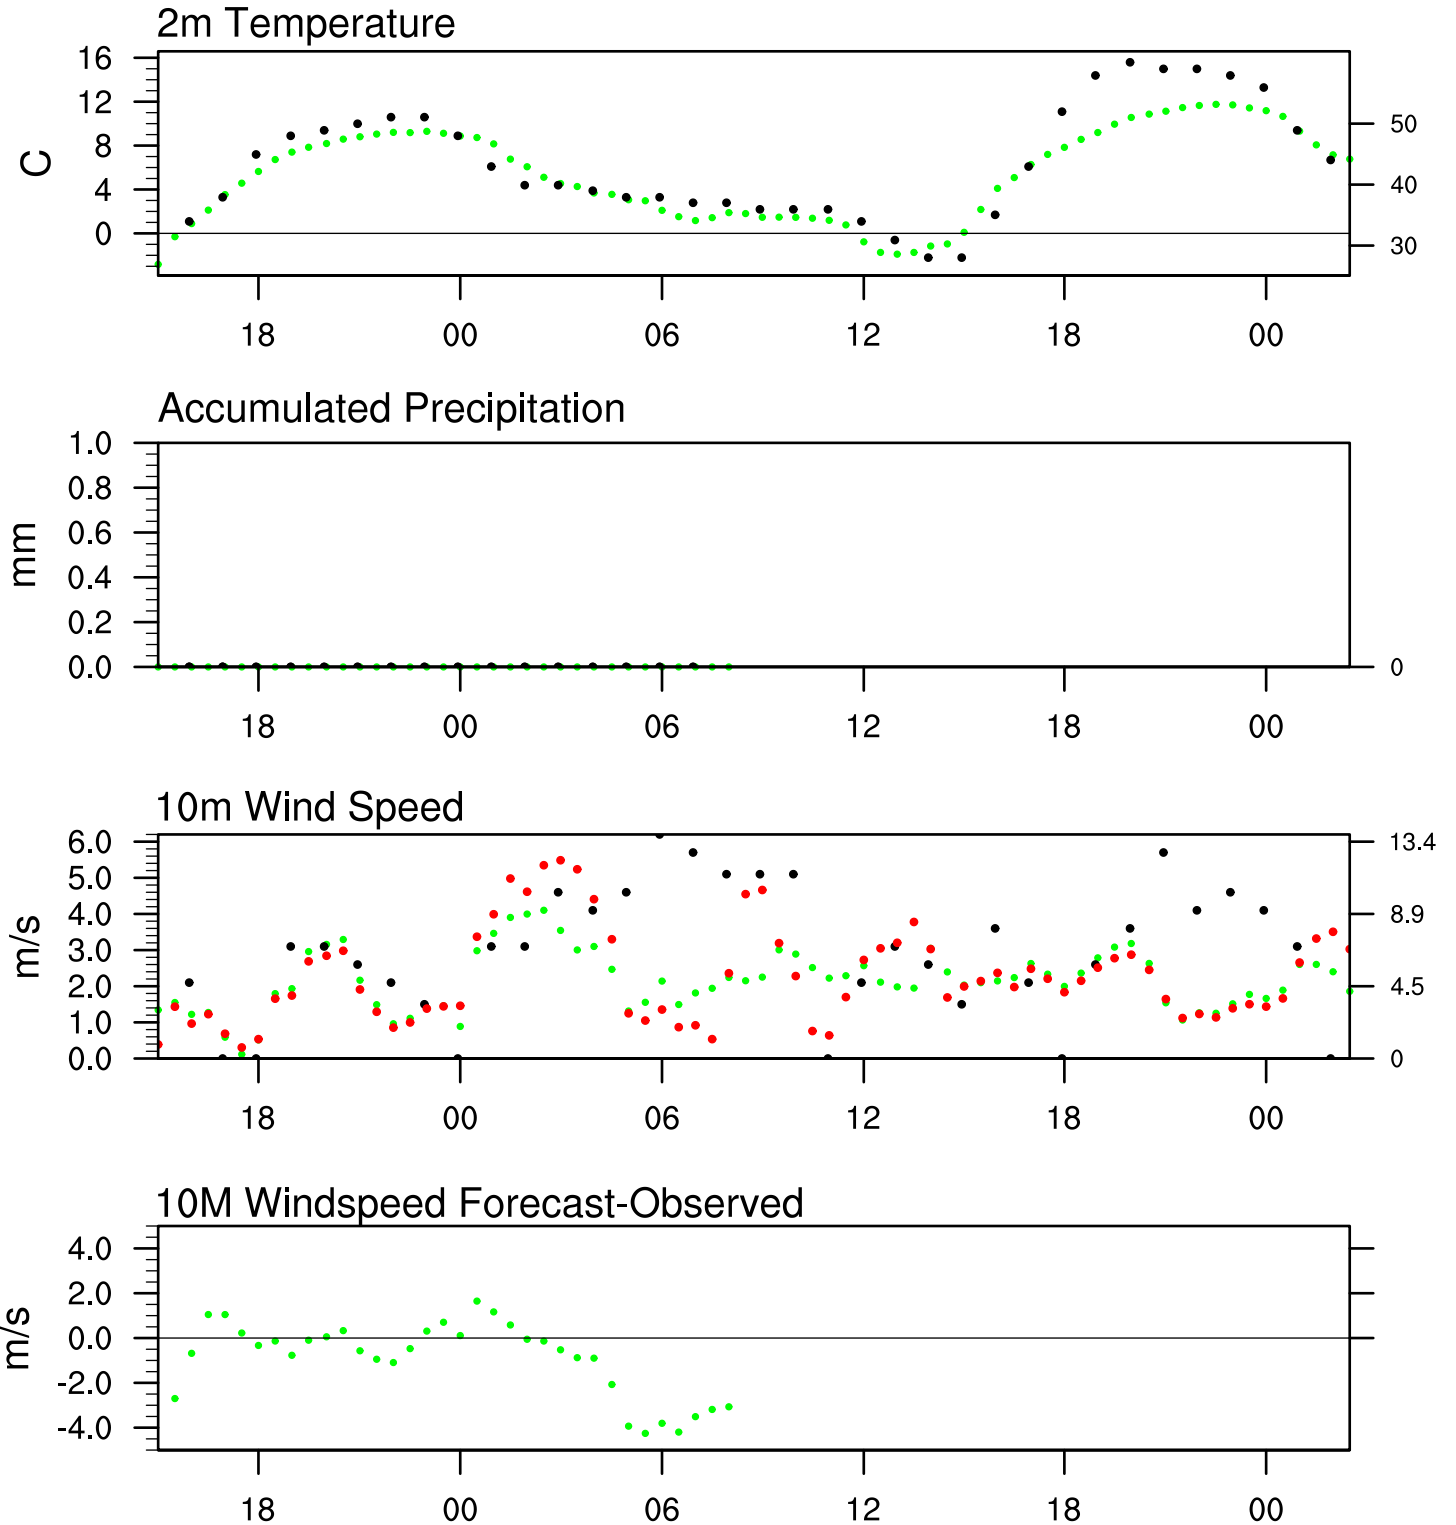 2m Temperature
16
12
8
4
0
C
50
40
30
18 00 06 12 18 00
Accumulated Precipitation
1.0
0.8
0.6
0.4
0.2
0.0
mm
0
18 00 06 12 18 00
10m Wind Speed
6.0
5.0
4.0
3.0
2.0
1.0
0.0
m/s
13.4
8.9
4.5
0
18 00 06 12 18 00
10M Windspeed Forecast-Observed
4.0
2.0
0.0
-2.0
-4.0
m/s
18 00 06 12 18 00